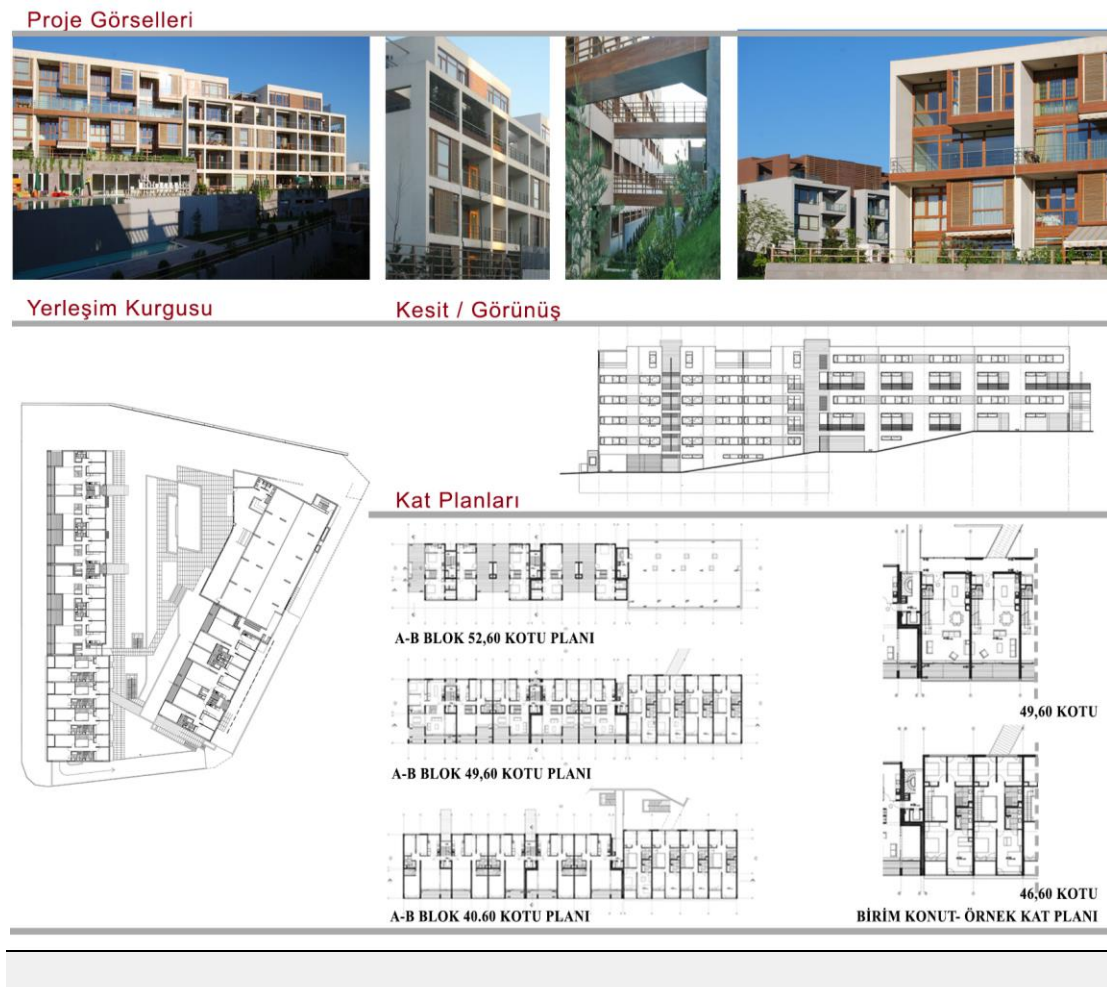 Proje Görselleri
Yerleşim Kurgusu
Kesit / Görünüş
Kat Planları
A-B BLOK 52,60 KOTU PLANI
A-B BLOK 49,60 KOTU PLANI
A-B BLOK 40.60 KOTU PLANI
49,60 KOTU
46,60 KOTU
BİRİM KONUT- ÖRNEK KAT PLANI